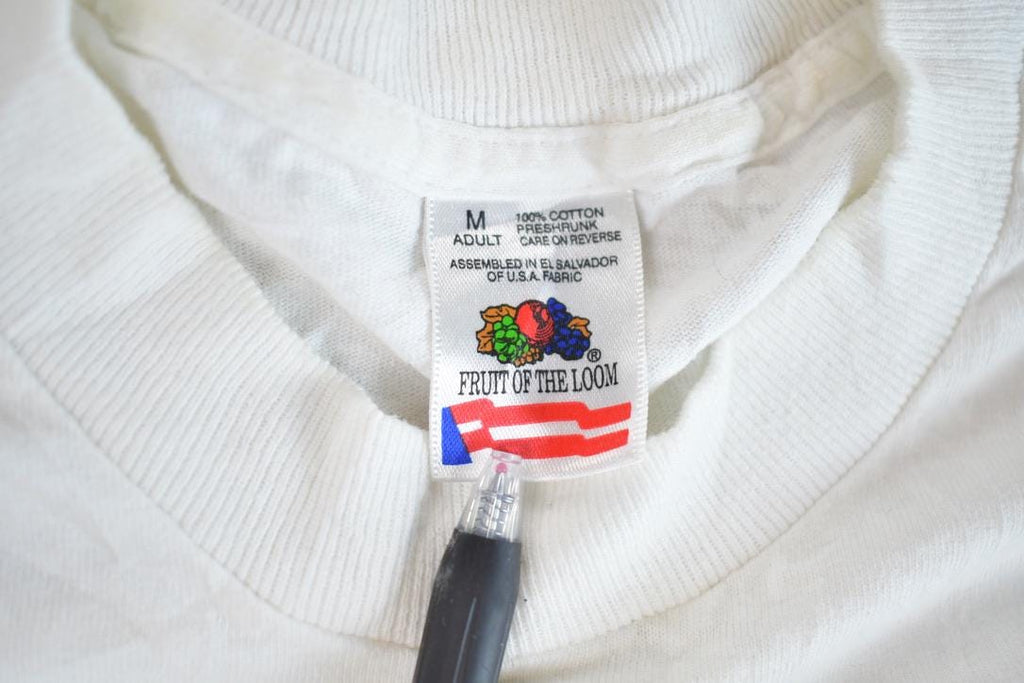 M
ADULT
100% COTTON
PRESHRUNK
CARE ON REVERSE
ASSEMBLED IN EL SALVADOR
OF U.S.A. FABRIC
®
FRUIT OF THE LOOM